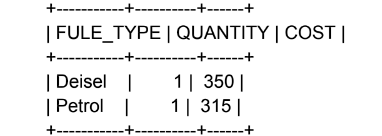 +-----------+----------+------+
| FULE_TYPE | QUANTITY | COST |
+-----------+----------+------+
| Deisel | 1 | 350 |
| Petrol | 1 | 315 |
+-----------+----------+------+